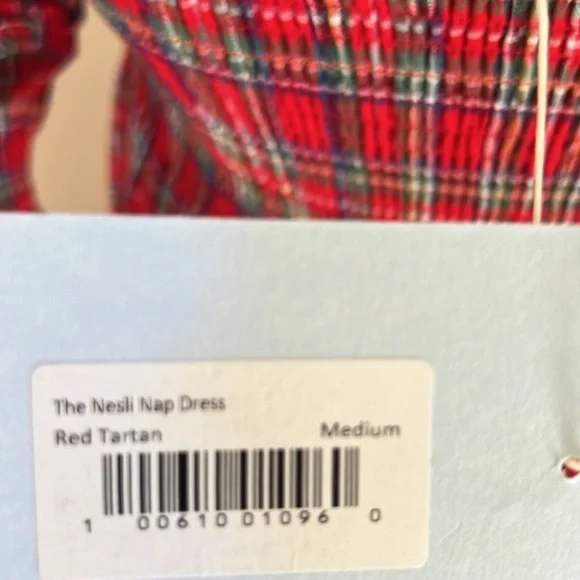 The Nesli Nap Dress
Red Tartan Medium
1 00610 01096 0